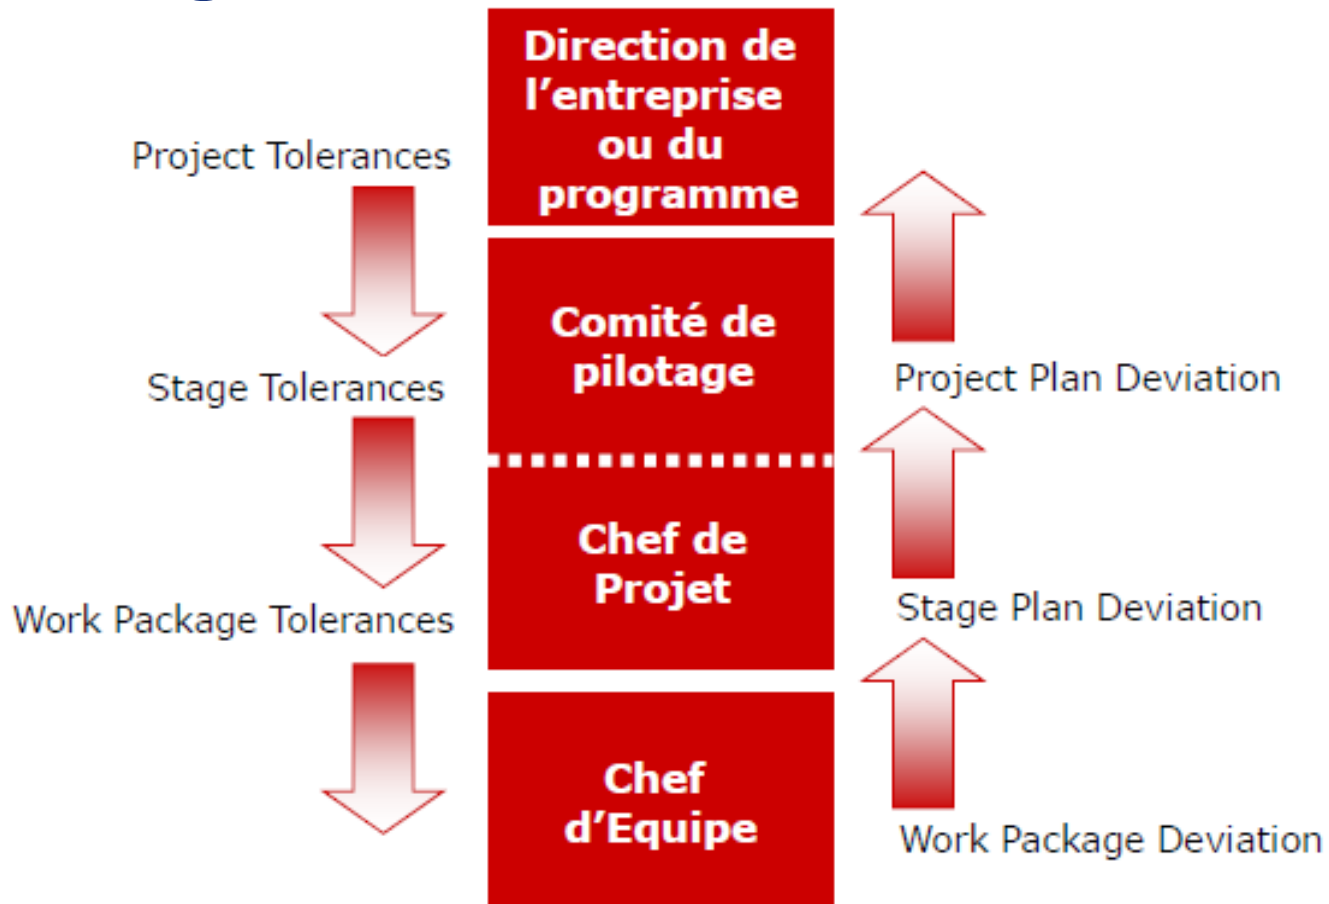 Direction de
l’entreprise
ou du
programme
Project Tolerances
Comité de
pilotage
Stage Tolerances
Project Plan Deviation
Chef de
Projet
Work Package Tolerances
Stage Plan Deviation
Chef
d’Equipe
Work Package Deviation